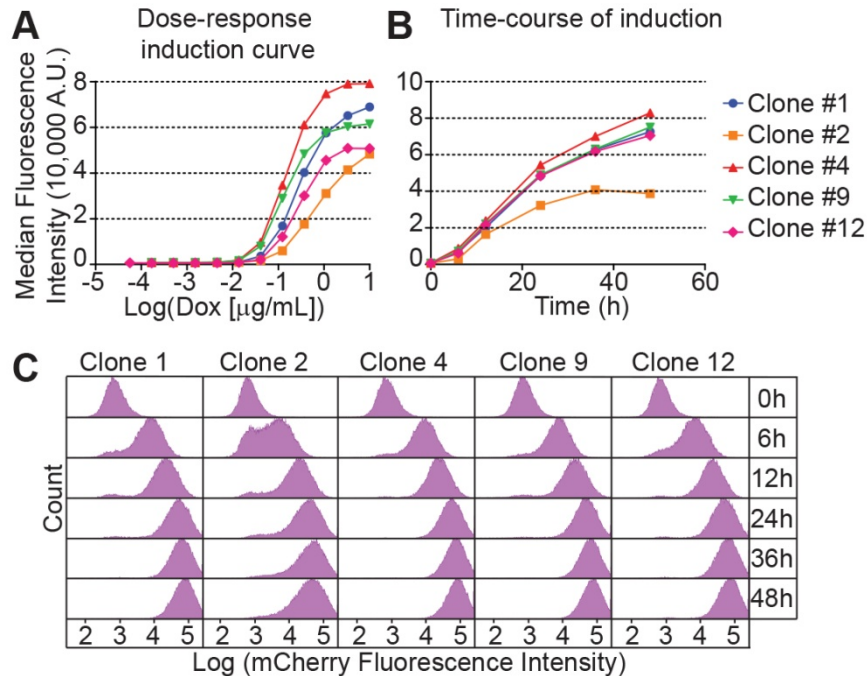 A
Dose-response
induction curve
Median Fluorescence
Intensity (10,000 A.U.)
8
6
4
2
-5 -4 -3 -2 -1 0 1
Log(Dox [μg/mL])
B
Time-course of induction
10
8
6
4
2
0 20 40 60
Time (h)
Clone #1
Clone #2
Clone #4
Clone #9
Clone #12
C
Clone 1 Clone 2 Clone 4 Clone 9 Clone 12
0h
6h
12h
24h
36h
48h
Count
2 3 4 5 2 3 4 5 2 3 4 5 2 3 4 5 2 3 4 5
Log (mCherry Fluorescence Intensity)